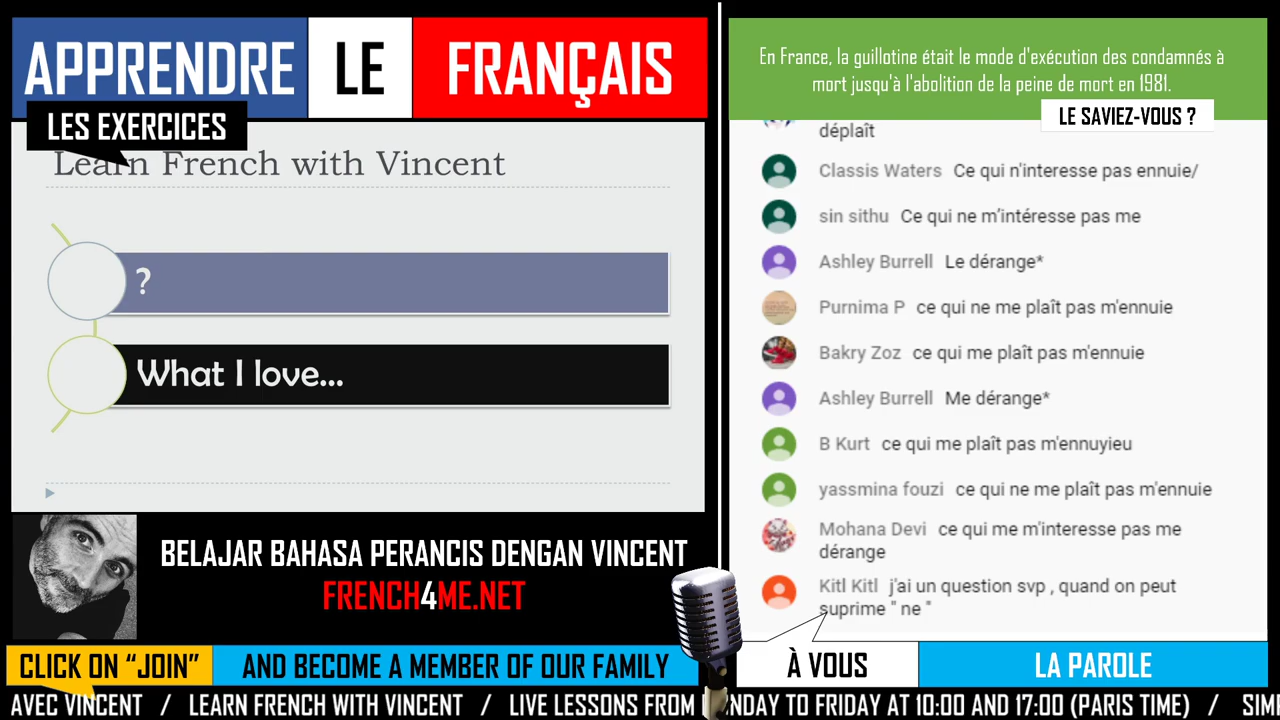 APPRENDRE LE FRANÇAIS
LES EXERCICES
Learn French with Vincent
?
What I love...
BELAJAR BAHASA PERANCIS DENGAN VINCENT
FRENCH4ME.NET
CLICK ON “JOIN”
AND BECOME A MEMBER OF OUR FAMILY
En France, la guillotine était le mode d'exécution des condamnés à
mort jusqu'à l'abolition de la peine de mort en 1981.
LE SAVIEZ-VOUS ?
déplaît
Classis Waters Ce qui n'interesse pas ennuie/
sin sithu Ce qui ne m'intéresse pas me
Ashley Burrell Le dérange*
Purnima P ce qui ne me plaît pas m'ennuie
Bakry Zoz ce qui me plaît pas m'ennuie
Ashley Burrell Me dérange*
B Kurt ce qui me plaît pas m'ennuyieu
yassmina fouzi ce qui ne me plaît pas m'ennuie
Mohana Devi ce qui me m'interesse pas me
dérange
Kitl Kitl j'ai un question svp , quand on peut
suprime " ne "
À VOUS
LA PAROLE
AVEC VINCENT / LEARN FRENCH WITH VINCENT / LIVE LESSONS FROM NDAY TO FRIDAY AT 10:00 AND 17:00 (PARIS TIME) / SIM